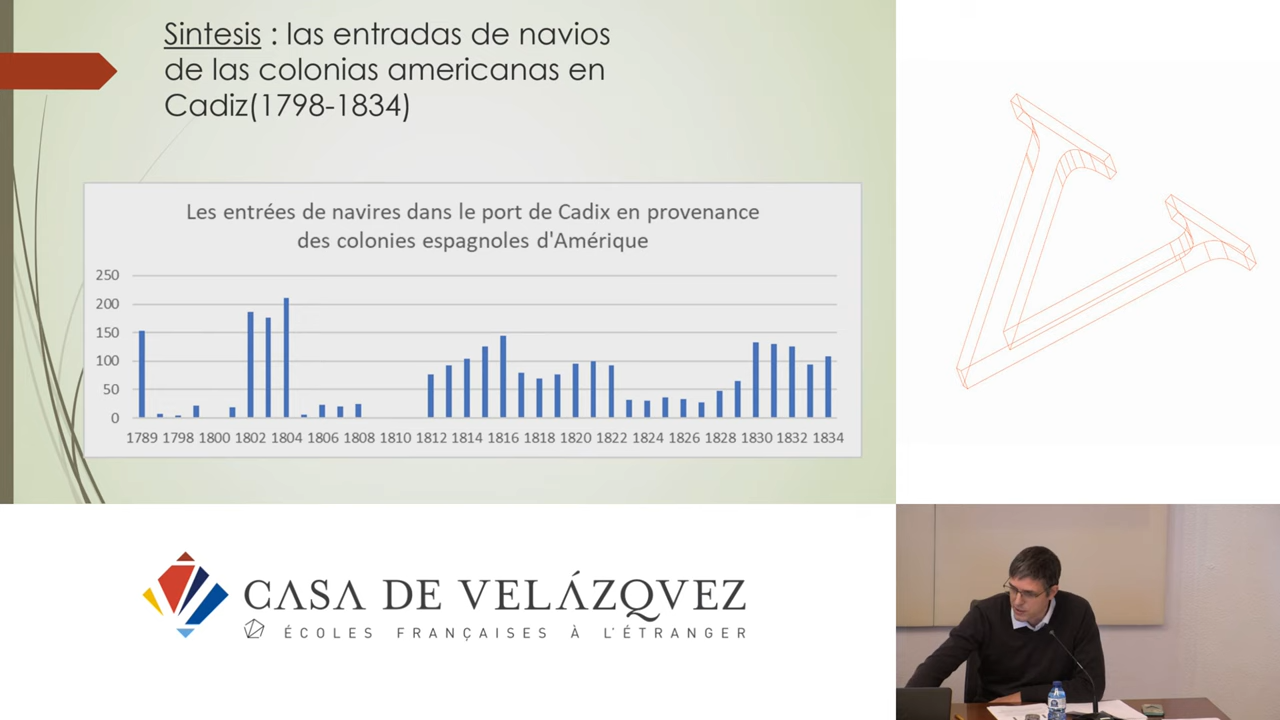 Sintesis : las entradas de navios
de las colonias americanas en
Cadiz(1798-1834)
Les entrées de navires dans le port de Cadix en provenance
des colonies espagnoles d'Amérique
250
200
150
100
50
0
1789 1798 1800 1802 1804 1806 1808 1810 1812 1814 1816 1818 1820 1822 1824 1826 1828 1830 1832 1834
CASA DE VELÁZQVEZ
ÉCOLES FRANÇAISES À L'ÉTRANGER